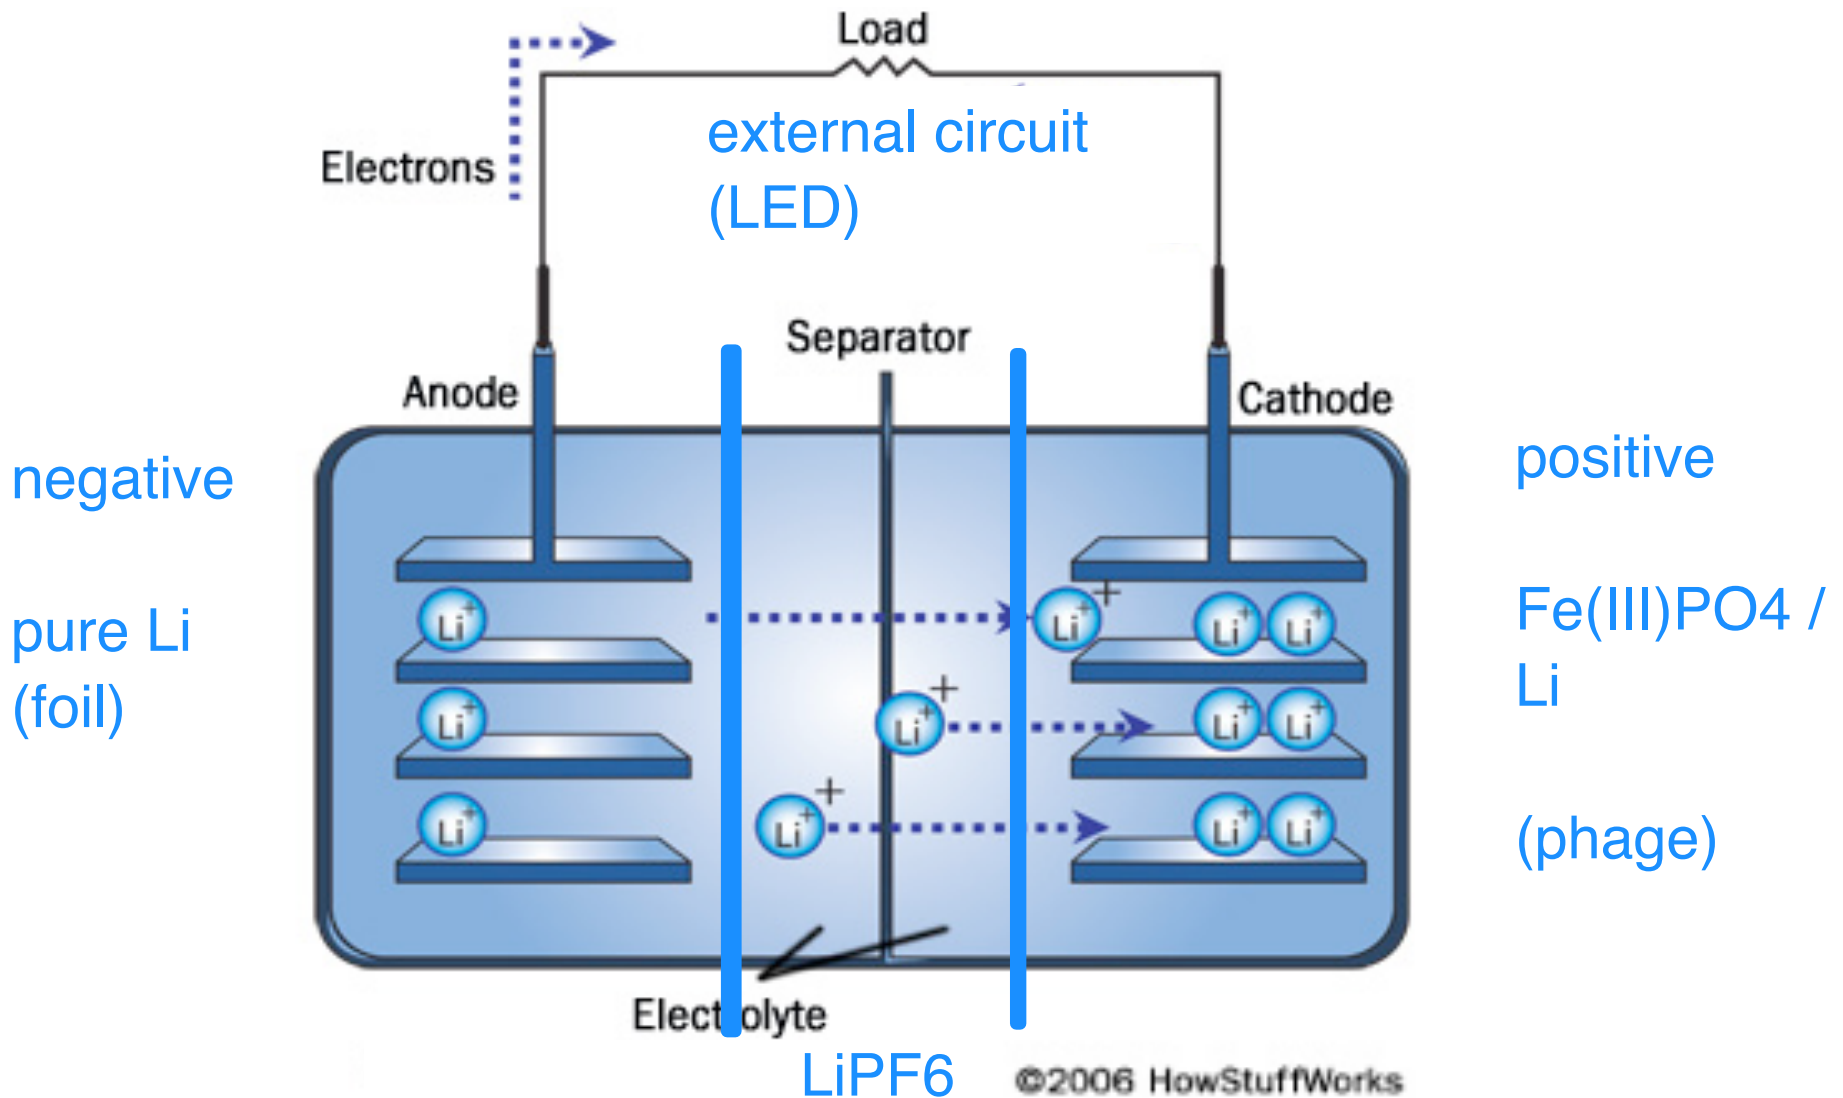 Load
external circuit
(LED)
Electrons
Separator
Anode
Cathode
negative
positive
pure Li
(foil)
Fe(III)PO4 /
Li
(phage)
Li+
Li+ +
Li+
Li+
Li+
Li+ +
Li+
Li+
Li+
Li+ +
Li+
Li+
Electrolyte
LiPF6
©2006 HowStuffWorks